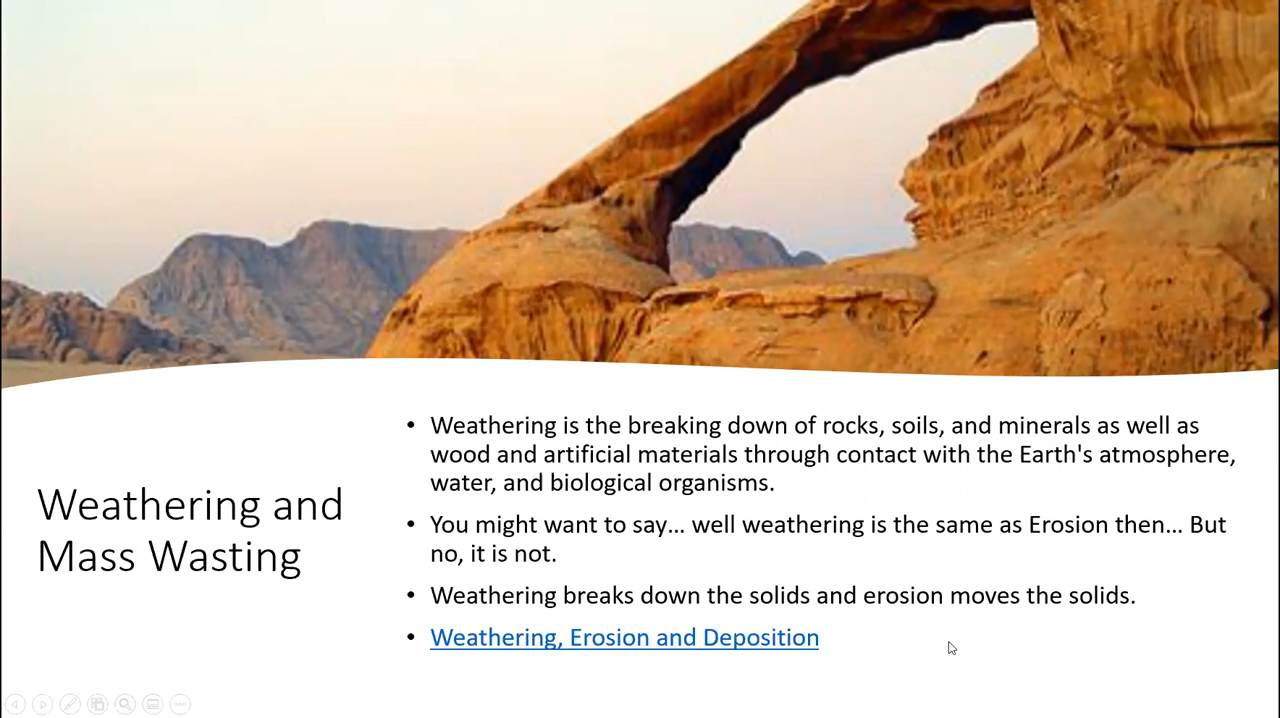 Weathering and
Mass Wasting
• Weathering is the breaking down of rocks, soils, and minerals as well as
wood and artificial materials through contact with the Earth's atmosphere,
water, and biological organisms.
• You might want to say... well weathering is the same as Erosion then... But
no, it is not.
• Weathering breaks down the solids and erosion moves the solids.
• Weathering, Erosion and Deposition